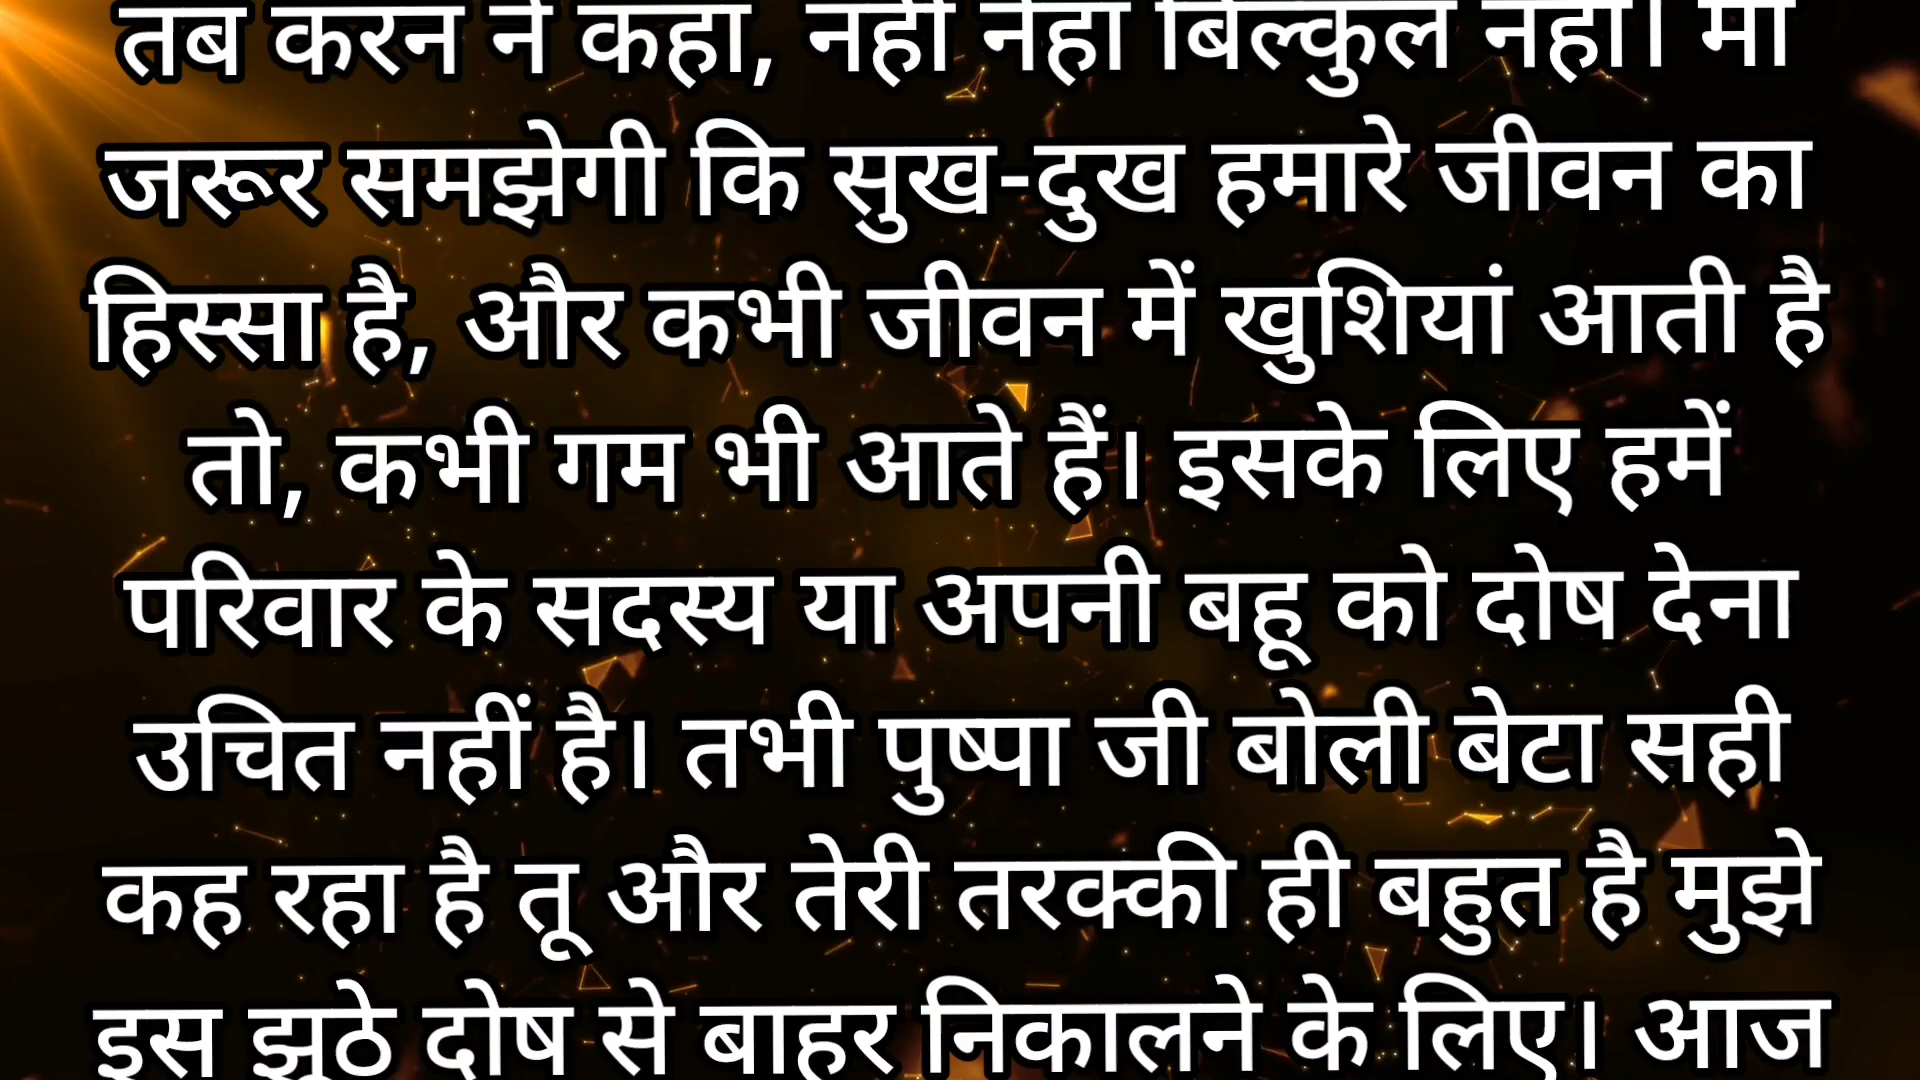 तब करन ने कहा, नहीं नहीं बिल्कुल नहीं। मां
जरूर समझेगी कि सुख-दुख हमारे जीवन का
हिस्सा है, और कभी जीवन में खुशियां आती है
तो, कभी गम भी आते हैं। इसके लिए हमें
परिवार के सदस्य या अपनी बहू को दोष देना
उचित नहीं है। तभी पुष्पा जी बोली बेटा सही
कह रहा है तू और तेरी तरक्की ही बहुत है मुझे
इस झूठे दोष से बाहर निकालने के लिए। आज